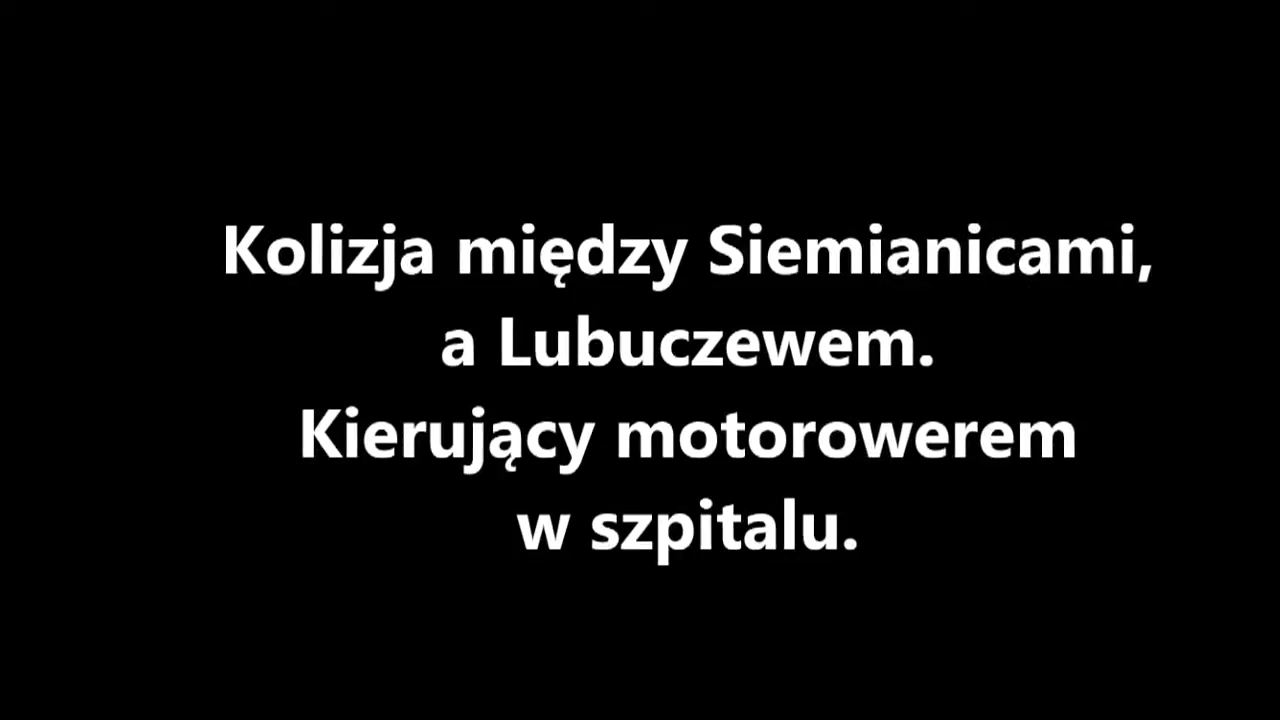 Kolizja między Siemianicami,
a Lubuczewem.
Kierujący motorowerem
w szpitalu.